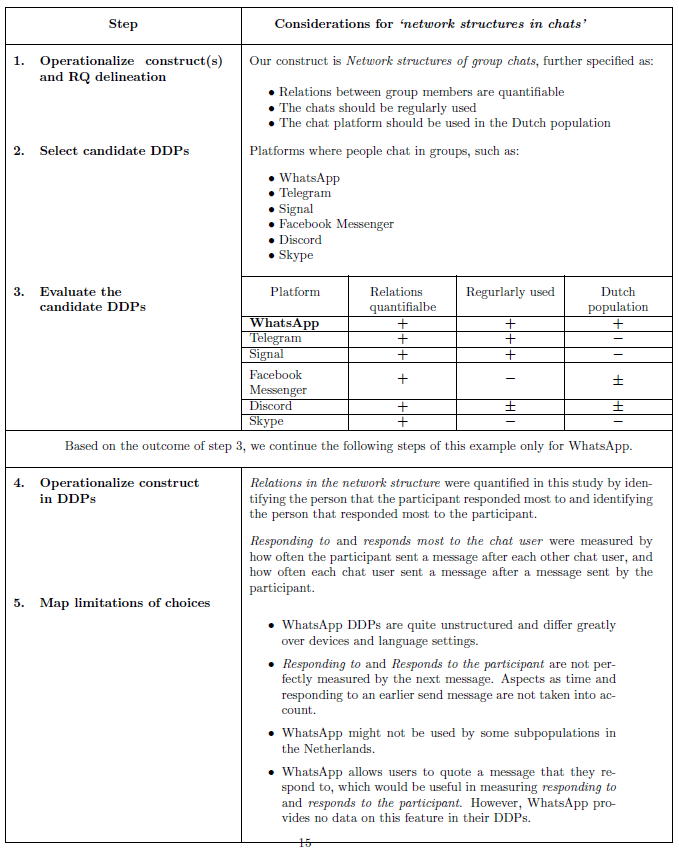 Step Considerations for ‘network structures in chats’
1. Operationalize construct(s) Our construct is Network structures of group chats, further specified as:
and RQ delineation
• Relations between group members are quantifiable
• The chats should be regularly used
• The chat platform should be used in the Dutch population
2. Select candidate DDPs Platforms where people chat in groups, such as:
• WhatsApp
• Telegram
• Signal
• Facebook Messenger
• Discord
• Skype
3. Evaluate the Platform Relations Regurlarly used Dutch
candidate DDPs quantifialbe population
WhatsApp + + +
Telegram + + −
Signal + + −
Facebook
Messenger + − ±
Discord + ± ±
Skype + − −
Based on the outcome of step 3, we continue the following steps of this example only for WhatsApp.
4. Operationalize construct Relations in the network structure were quantified in this study by iden-
in DDPs tifying the person that the participant responded most to and identifying
the person that responded most to the participant.
Responding to and responds most to the chat user were measured by
how often the participant sent a message after each other chat user, and
how often each chat user sent a message after a message sent by the
participant.
5. Map limitations of choices
• WhatsApp DDPs are quite unstructured and differ greatly
over devices and language settings.
• Responding to and Responds to the participant are not per-
fectly measured by the next message. Aspects as time and
responding to an earlier send message are not taken into ac-
count.
• WhatsApp might not be used by some subpopulations in
the Netherlands.
• WhatsApp allows users to quote a message that they re-
spond to, which would be useful in measuring responding to
and responds to the participant. However, WhatsApp pro-
vides no data on this feature in their DDPs.
15